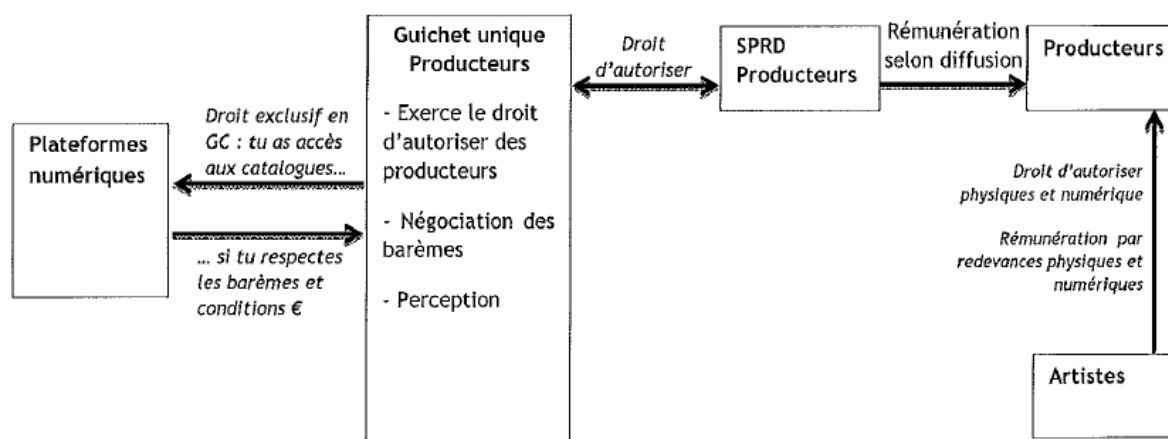 Guichet unique
Producteurs
- Exerce le droit
d'autoriser des
producteurs
- Négociation des
barèmes
- Perception
Plateformes
numériques
Droit exclusif en
GC : tu as accès
aux catalogues...
... si tu respectes
les barèmes et
conditions €
Droit
d'autoriser
SPRD
Producteurs
Rémunération
selon diffusion
Producteurs
Droit d'autoriser
physiques et numérique
Rémunération par
redevances physiques et
numériques
Artistes